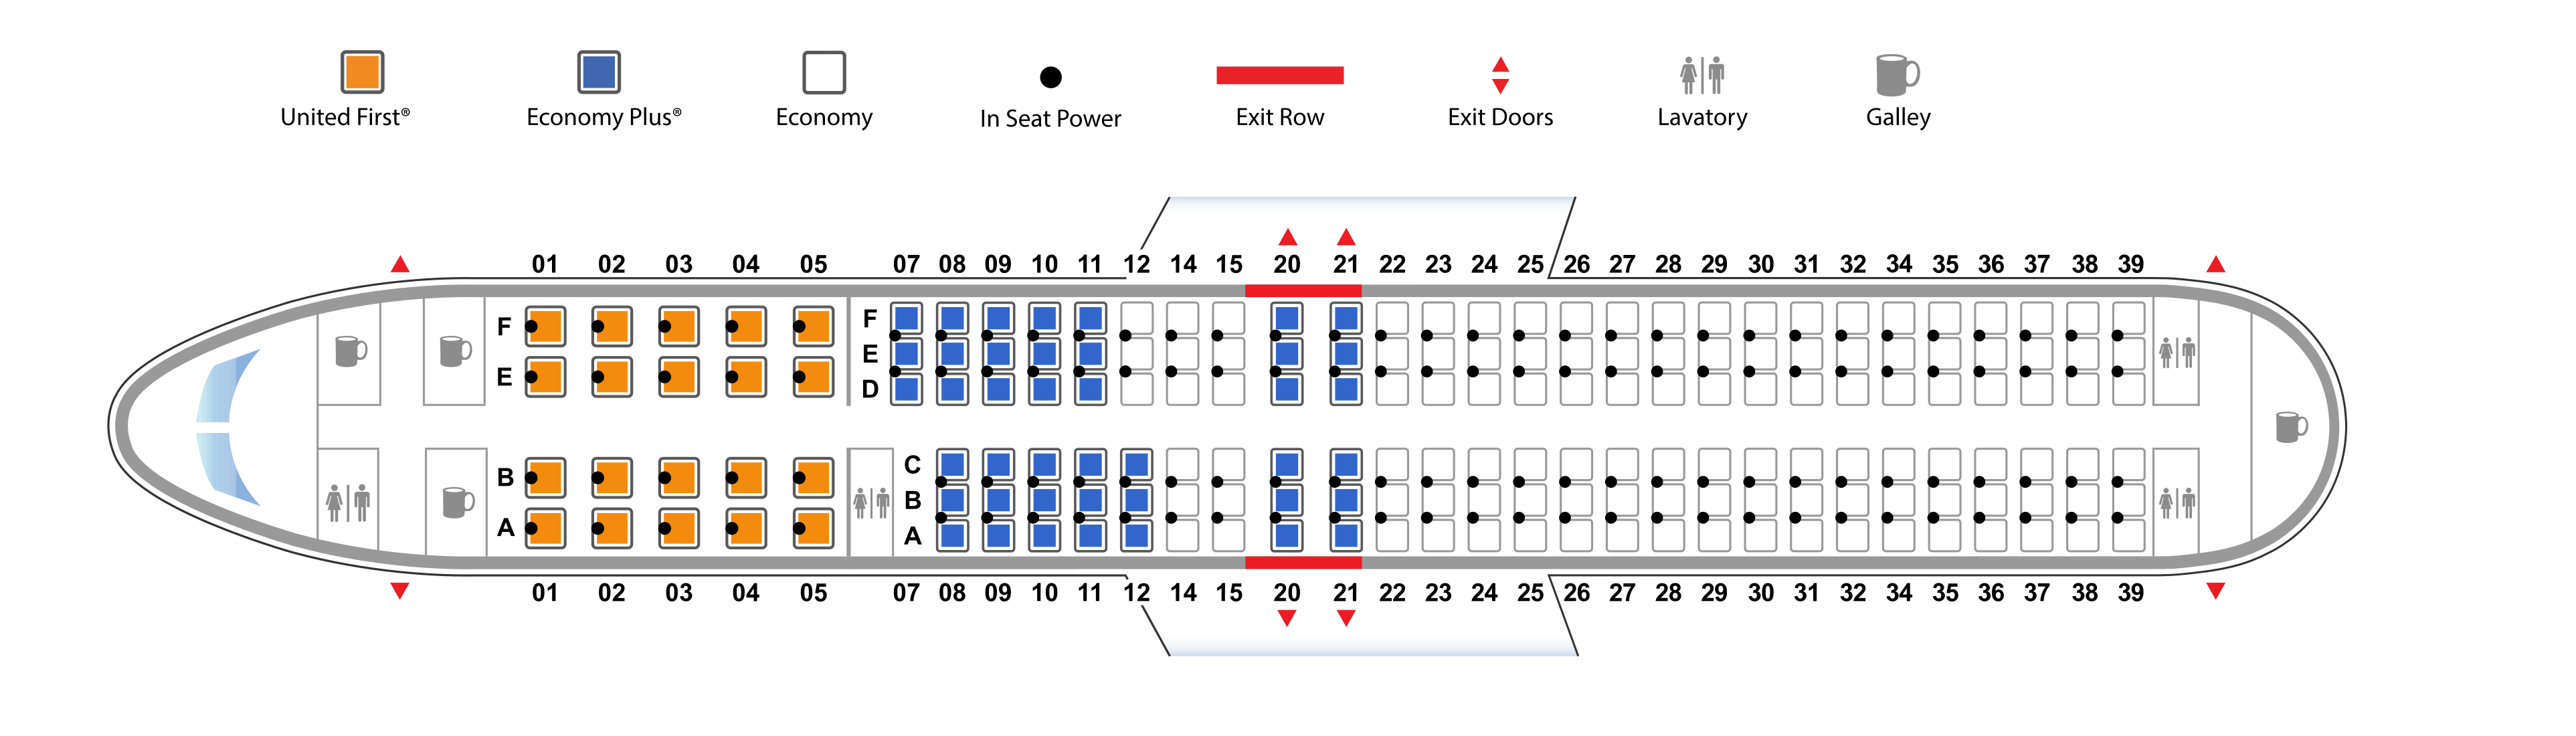 United First® Economy Plus® Economy In Seat Power Exit Row Exit Doors Lavatory Galley
01 02 03 04 05 07 08 09 10 11 12 14 15 20 21 22 23 24 25 26 27 28 29 30 31 32 34 35 36 37 38 39
F F
E E
D
B C
B
A A
01 02 03 04 05 07 08 09 10 11 12 14 15 20 21 22 23 24 25 26 27 28 29 30 31 32 34 35 36 37 38 39